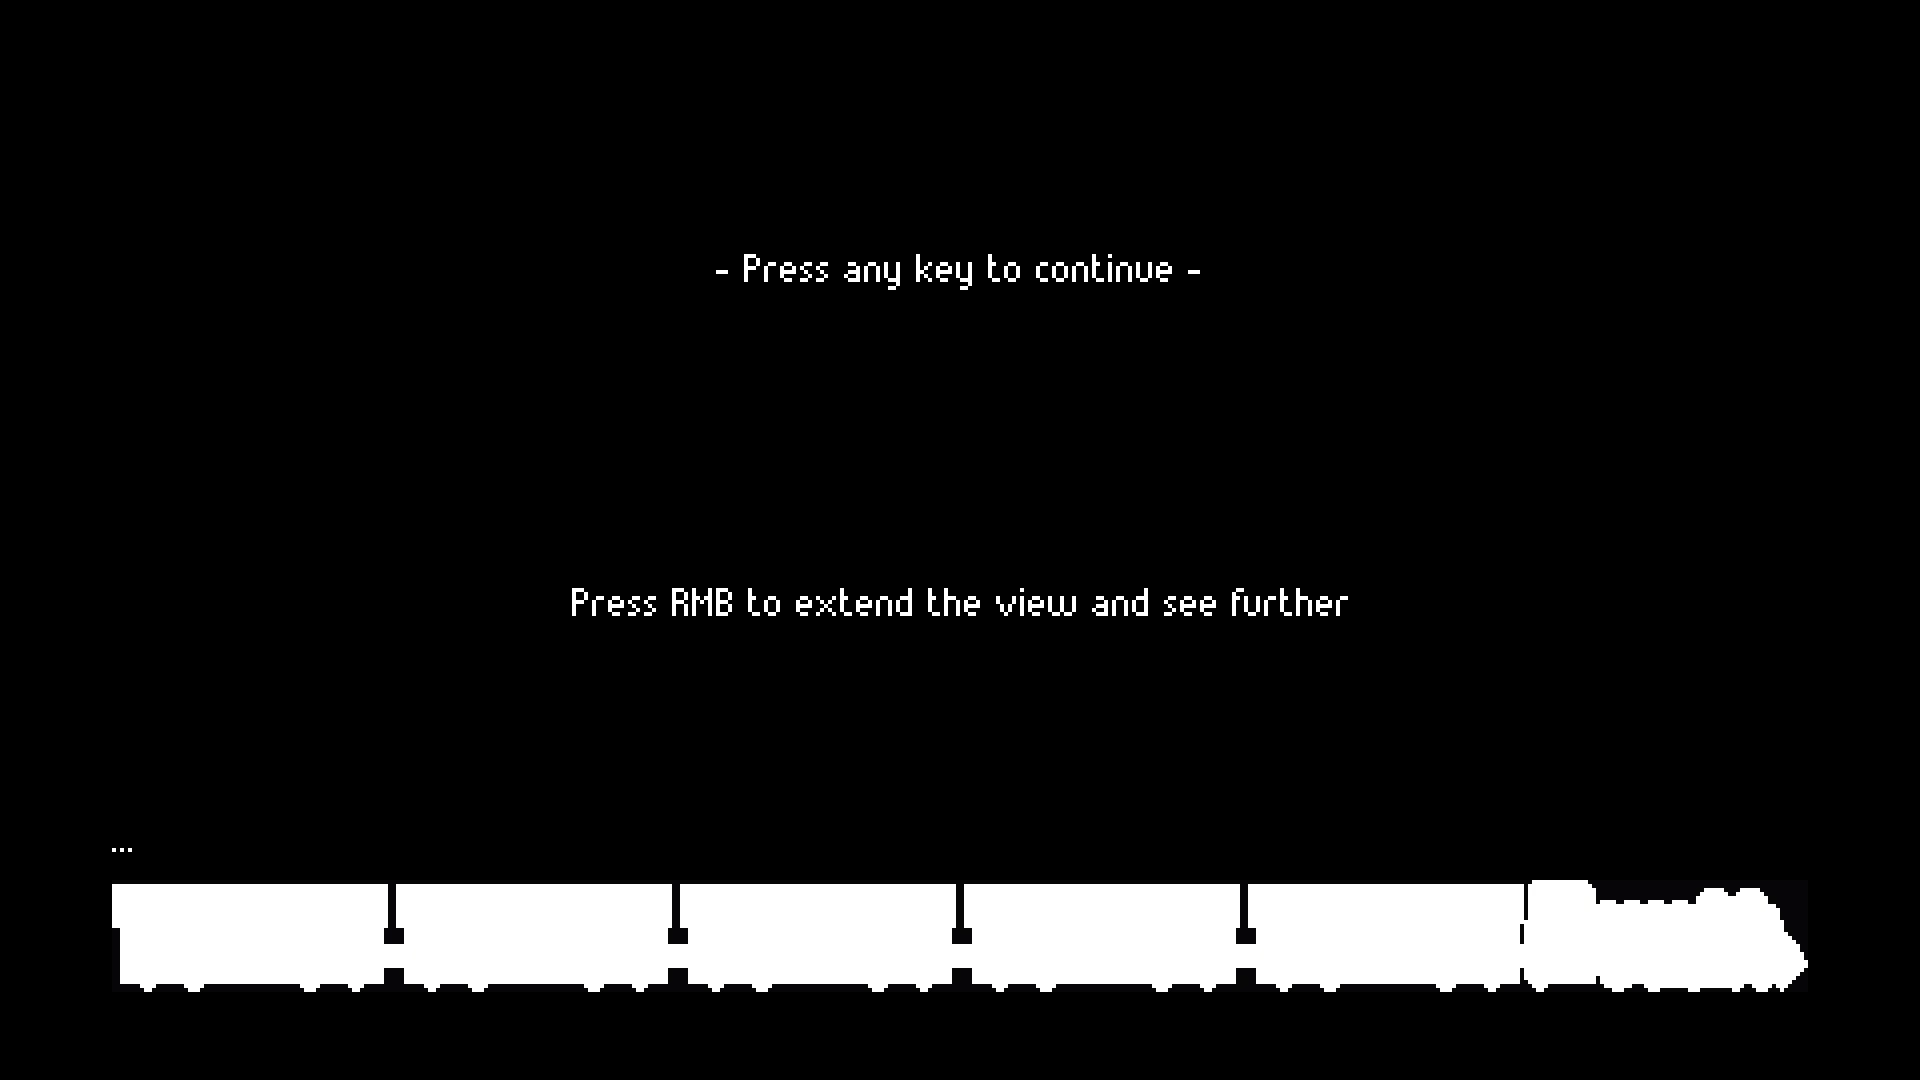 - Press any key to continue -
Press RMB to extend the view and see further
...